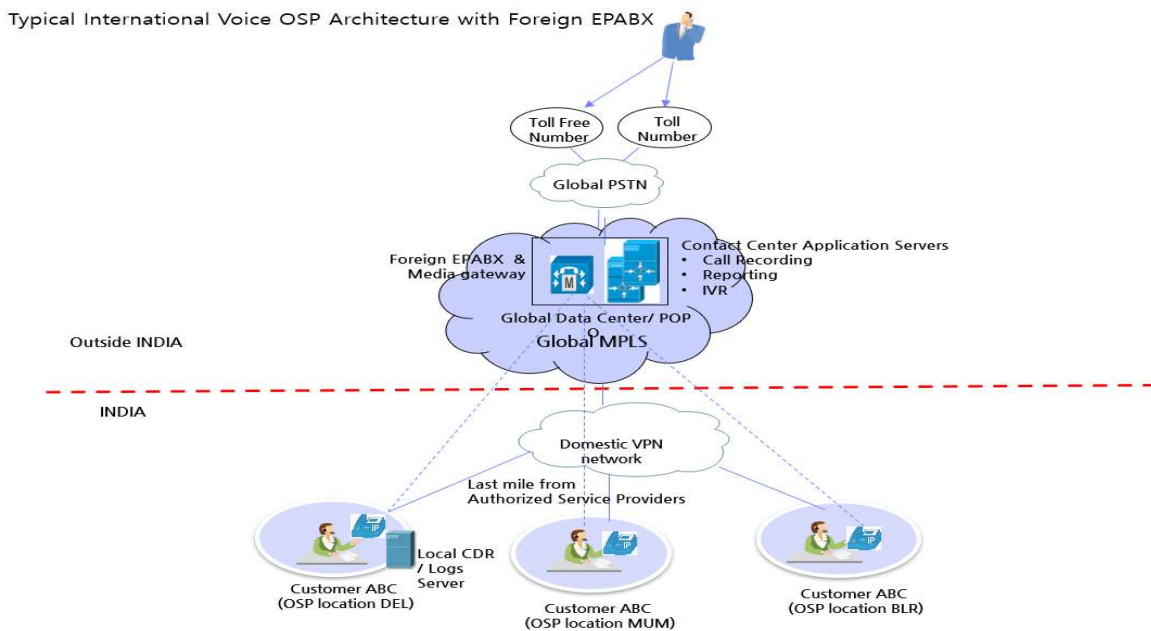 Typical International Voice OSP Architecture with Foreign EPABX
Toll Free
Number
Toll
Number
Global PSTN
Foreign EPABX &
Media gateway
M
Contact Center Application Servers
• Call Recording
• Reporting
• IVR
Global Data Center/ POP
Global MPLS
Outside INDIA
INDIA
Domestic VPN
network
Last mile from
Authorized Service Providers
IP
Local CDR
/ Logs
Server
Customer ABC
(OSP location DEL)
IP
Customer ABC
(OSP location MUM)
IP
Customer ABC
(OSP location BLR)